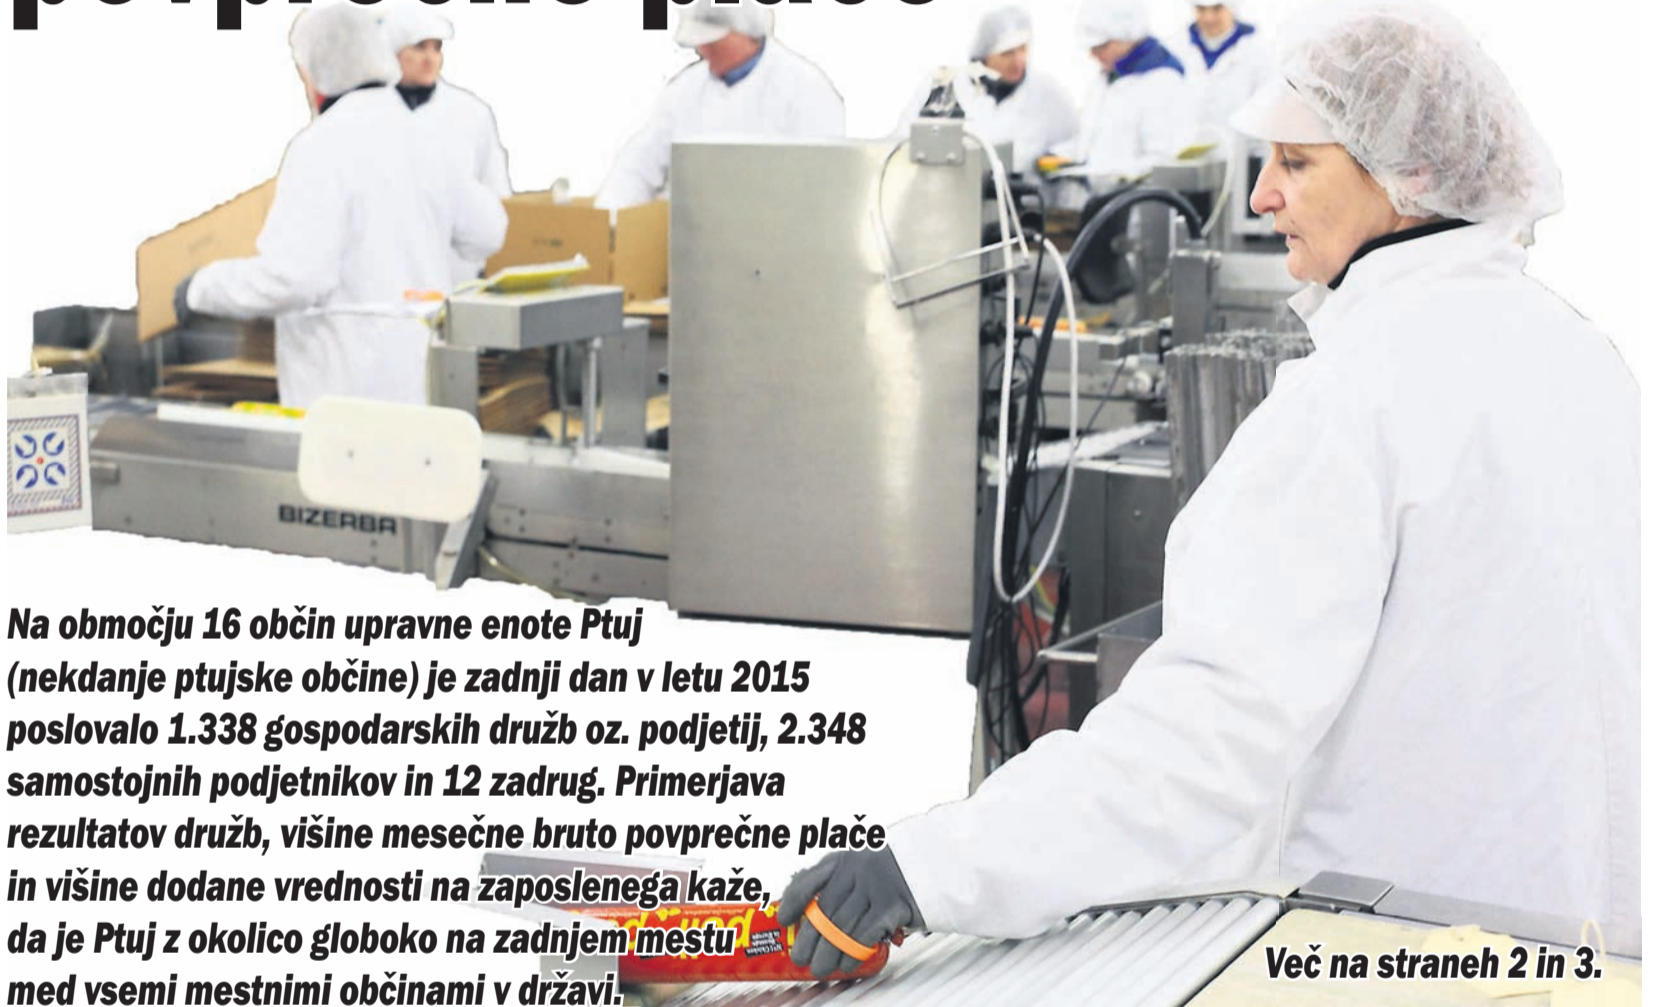 povprečne plače
BIZERBA
Na območju 16 občin upravne enote Ptuj
(nekdanje ptujske občine) je zadnji dan v letu 2015
poslovalo 1.338 gospodarskih družb oz. podjetij, 2.348
samostojnih podjetnikov in 12 zadrug. Primerjava
rezultatov družb, višine mesečne bruto povprečne plače
in višine dodane vrednosti na zaposlenega kaže,
da je Ptuj z okolico globoko na zadnjem mestu
med vsemi mestnimi občinami v državi.
Več na straneh 2 in 3.